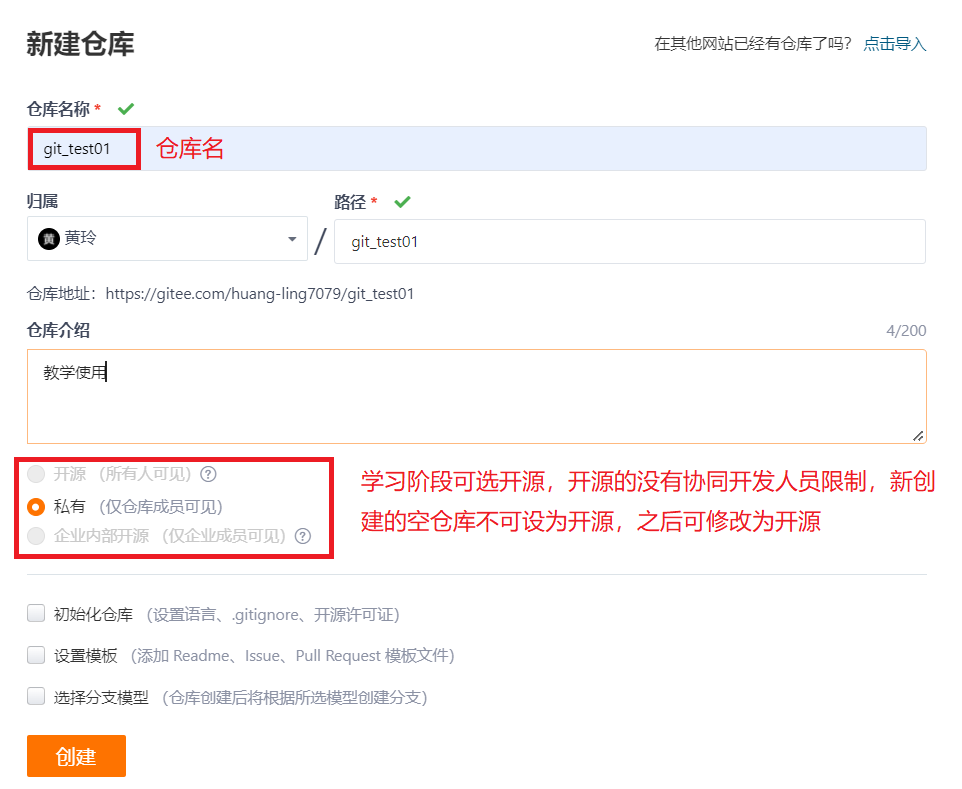 新建仓库
在其他网站已经有仓库了吗? 点击导入
仓库名称 *
git_test01 仓库名
归属 路径 *
黄 黄玲 / git_test01
仓库地址：https://gitee.com/huang-ling7079/git_test01
仓库介绍 4/200
教学使用
开源 （所有人可见） ?
私有 （仅仓库成员可见）
企业内部开源 （仅企业成员可见） ?
学习阶段可选开源，开源的没有协同开发人员限制，新创
建的空仓库不可设为开源，之后可修改为开源
初始化仓库 （设置语言、.gitignore、开源许可证）
设置模板 （添加 Readme、Issue、Pull Request 模板文件）
选择分支模型 （仓库创建后将根据所选模型创建分支）
创建